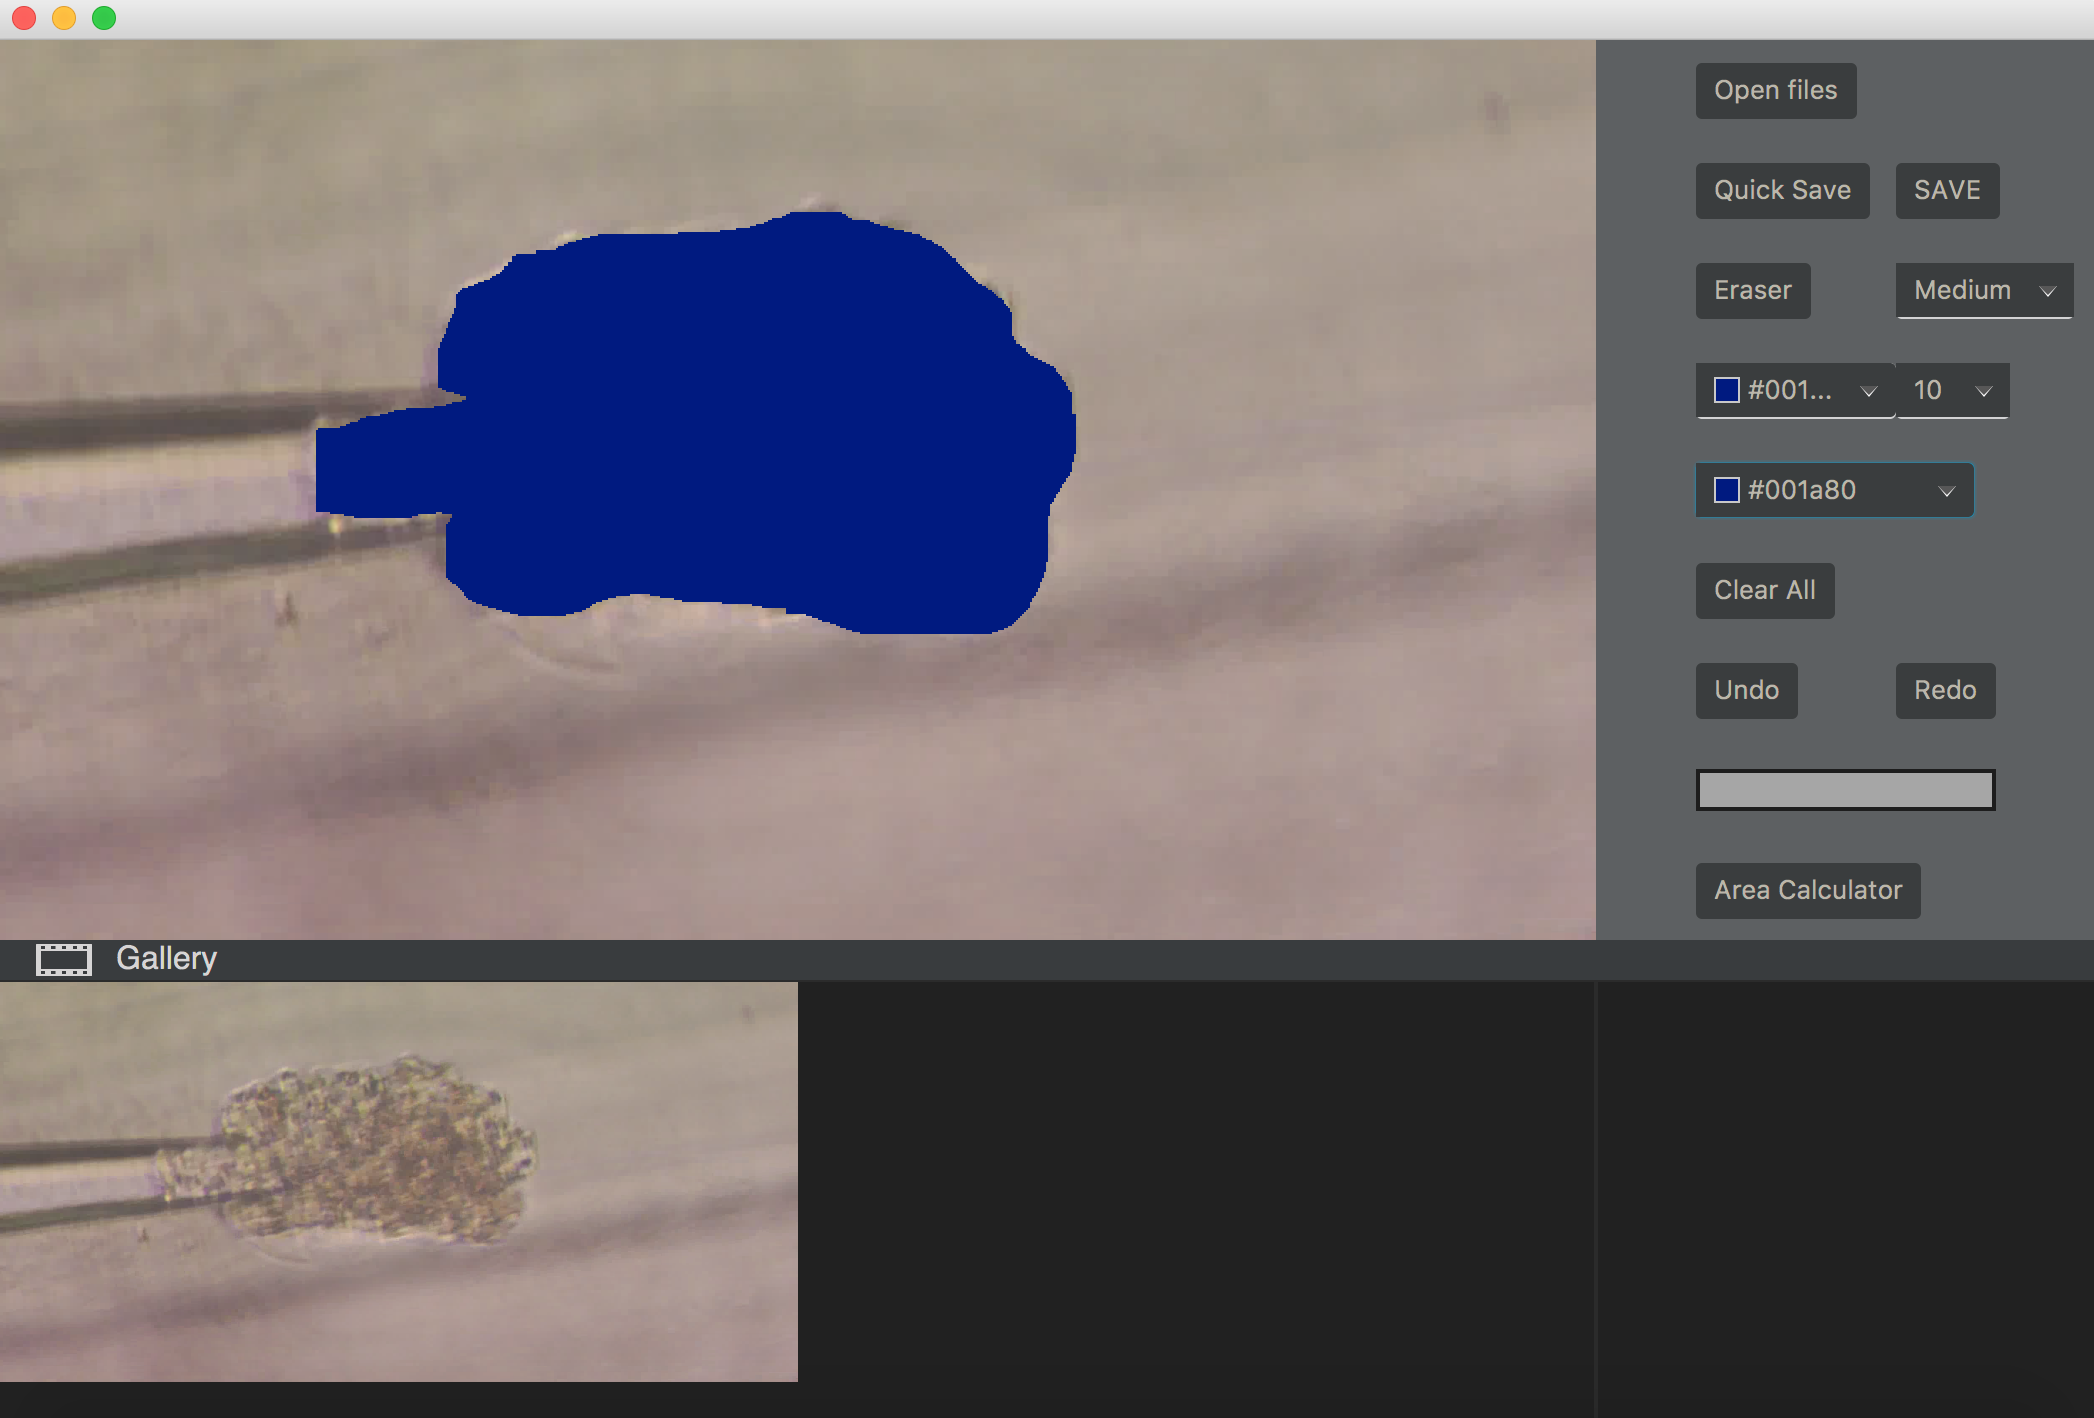 Open files
Quick Save SAVE
Eraser Medium
#001... 10
#001a80
Clear All
Undo Redo
Area Calculator
Gallery